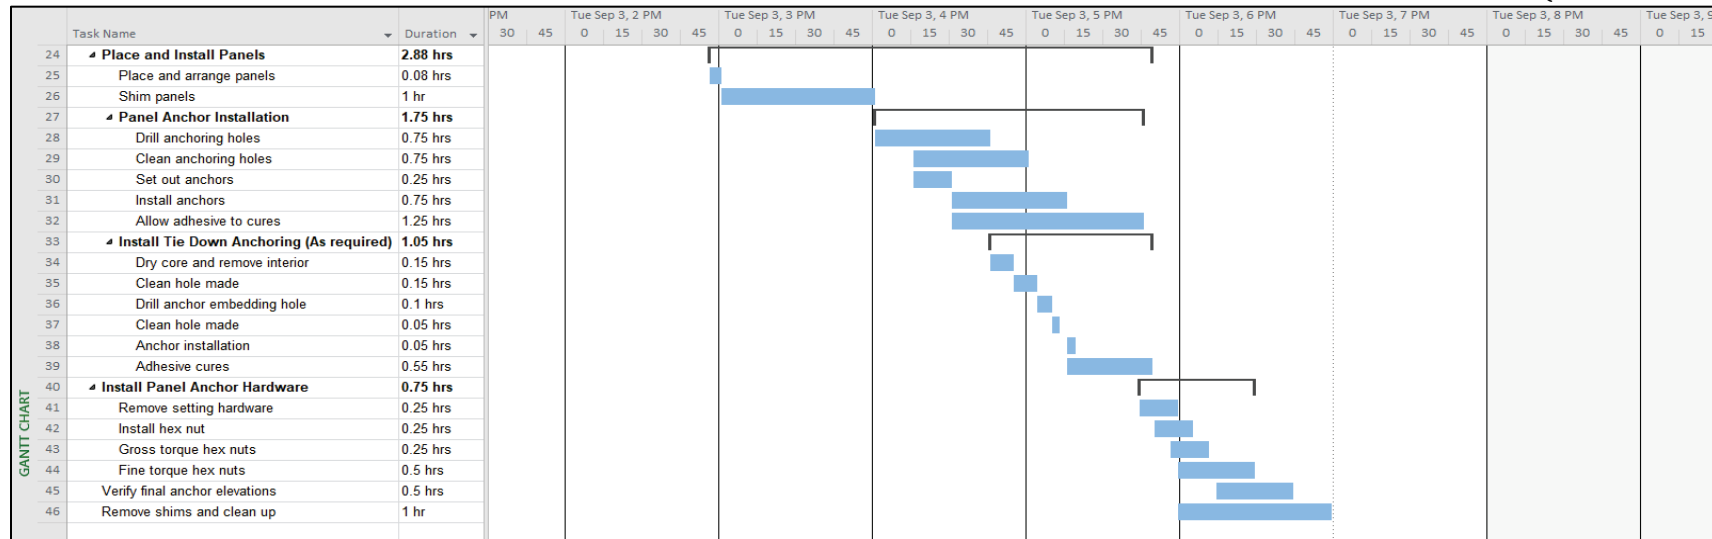 PM Tue Sep 3, 2 PM Tue Sep 3, 3 PM Tue Sep 3, 4 PM Tue Sep 3, 5 PM Tue Sep 3, 6 PM Tue Sep 3, 7 PM Tue Sep 3, 8 PM Tue Sep 3, 9
Task Name Duration 30 45 0 15 30 45 0 15 30 45 0 15 30 45 0 15 30 45 0 15 30 45 0 15 30 45 0 15 30 45 0 15
24 Place and Install Panels 2.88 hrs
25 Place and arrange panels 0.08 hrs
26 Shim panels 1 hr
27 Panel Anchor Installation 1.75 hrs
28 Drill anchoring holes 0.75 hrs
29 Clean anchoring holes 0.75 hrs
30 Set out anchors 0.25 hrs
31 Install anchors 0.75 hrs
32 Allow adhesive to cures 1.25 hrs
33 Install Tie Down Anchoring (As required) 1.05 hrs
34 Dry core and remove interior 0.15 hrs
35 Clean hole made 0.15 hrs
36 Drill anchor embedding hole 0.1 hrs
37 Clean hole made 0.05 hrs
38 Anchor installation 0.05 hrs
39 Adhesive cures 0.55 hrs
40 Install Panel Anchor Hardware 0.75 hrs
41 Remove setting hardware 0.25 hrs
42 Install hex nut 0.25 hrs
43 Gross torque hex nuts 0.25 hrs
44 Fine torque hex nuts 0.5 hrs
45 Verify final anchor elevations 0.5 hrs
46 Remove shims and clean up 1 hr
GANTT CHART